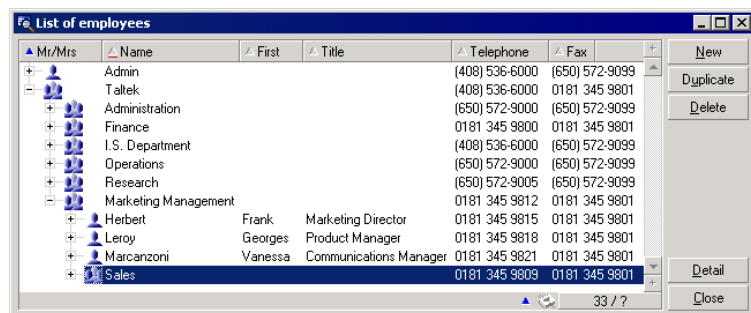 List of employees
Mr/Mrs Name First Title Telephone Fax New
Admin (408) 536-6000 (650) 572-9099
Taltek (408) 536-6000 0181 345 9801 Duplicate
Administration (650) 572-9000 (650) 572-9099 Delete
Finance 0181 345 9800 0181 345 9801
I.S. Department (408) 536-6000 (650) 572-9099
Operations (650) 572-9000 (650) 572-9099
Research (650) 572-9005 (650) 572-9099
Marketing Management 0181 345 9812 0181 345 9801
Herbert Frank Marketing Director 0181 345 9815 0181 345 9801
Leroy Georges Product Manager 0181 345 9818 0181 345 9801
Marcanzoni Vanessa Communications Manager 0181 345 9821 0181 345 9801
Sales 0181 345 9809 0181 345 9801 Detail
33 / ? Close